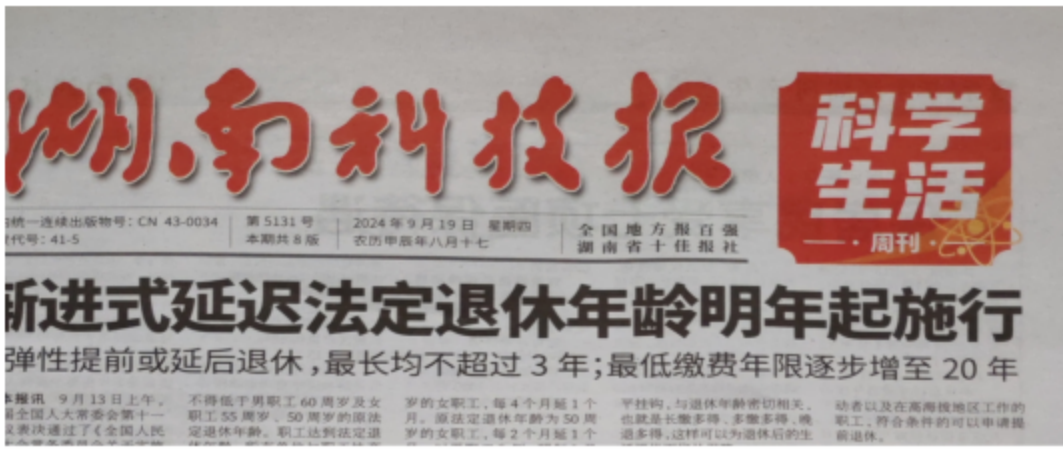 湖南科技报
科学
生活
周刊
统一连续出版物号：CN 43-0034
代号：41-5
第 5131 号
本期共 8 版
2024 年 9 月 19 日 星期四
农历甲辰年八月十七
全国地方报百强
湖南省十佳报社
渐进式延迟法定退休年龄明年起施行
弹性提前或延后退休，最长均不超过 3 年；最低缴费年限逐步增至 20 年
本报讯 9 月 13 日上午，
全国人大常委会第十一
表决通过了《全国人民
不得低于男职工 60 周岁及女
职工 55 周岁、50 周岁的原法
定退休年龄。职工达到法定退
岁的女职工，每 4 个月延 1 个
月。原法定退休年龄为 50 周
岁的女职工，每 2 个月延 1 个
平挂钩，与退休年龄密切相关，
也就是长缴多得、多缴多得、晚
退多得，这样可以为退休后的生
动者以及在高海拔地区工作的
职工，符合条件的可以申请提
前退休。